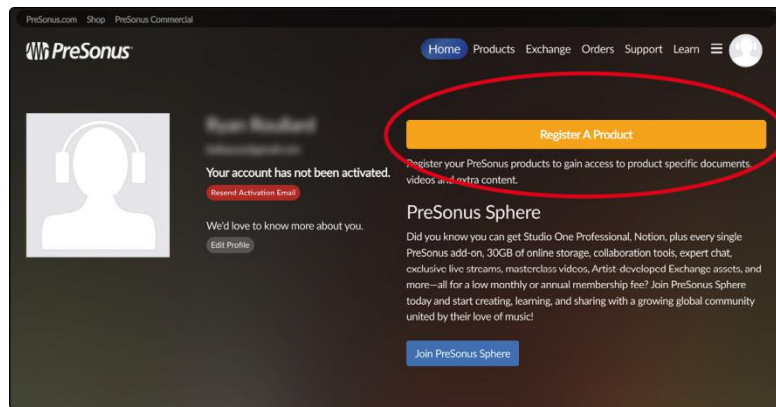 PreSonus.com Shop PreSonus Commercial
PreSonus
Home Products Exchange Orders Support Learn
Register A Product
Your account has not been activated.
Resend Activation Email
Register your PreSonus products to gain access to product specific documents,
videos and extra content.
We'd love to know more about you.
Edit Profile
PreSonus Sphere
Did you know you can get Studio One Professional, Notion, plus every single
PreSonus add-on, 30GB of online storage, collaboration tools, expert chat,
exclusive live streams, masterclass videos, Artist-developed Exchange assets, and
more—all for a low monthly or annual membership fee? Join PreSonus Sphere
today and start creating, learning, and sharing with a growing global community
united by their love of music!
Join PreSonus Sphere